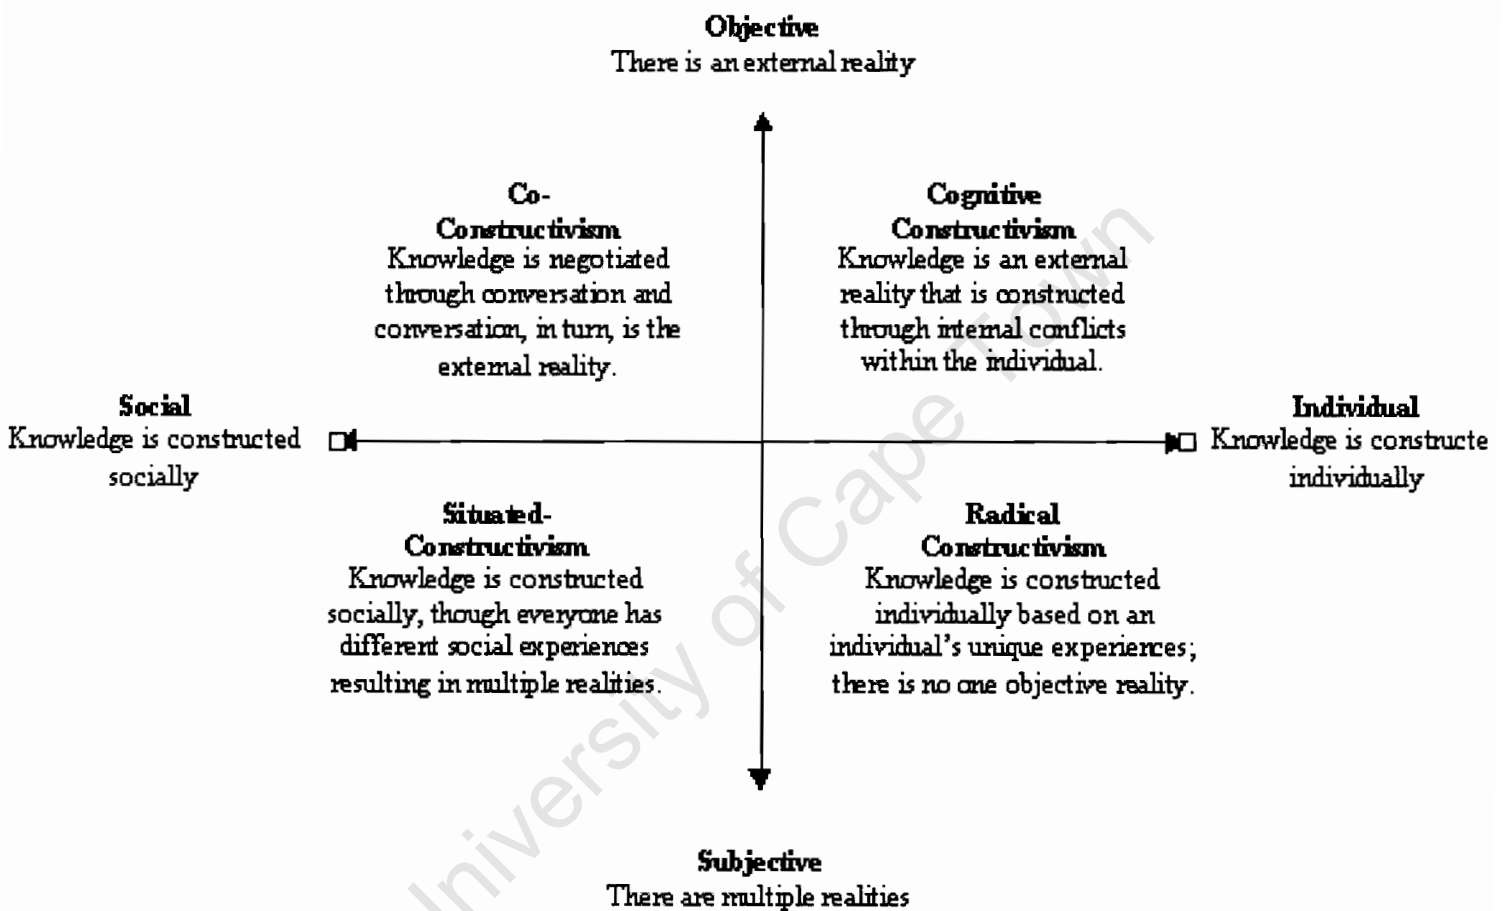 Objective
There is an external reality
Co-
Constructivism
Knowledge is negotiated
through conversation and
conversation, in turn, is the
external reality.
Cognitive
Constructivism
Knowledge is an external
reality that is constructed
through internal conflicts
within the individual.
Social
Knowledge is constructed
socially
Individual
Knowledge is constructe
individually
Situated-
Constructivism
Knowledge is constructed
socially, though everyone has
different social experiences
resulting in multiple realities.
Radical
Constructivism
Knowledge is constructed
individually based on an
individual's unique experiences;
there is no one objective reality.
Subjective
There are multiple realities
University of Cape Town